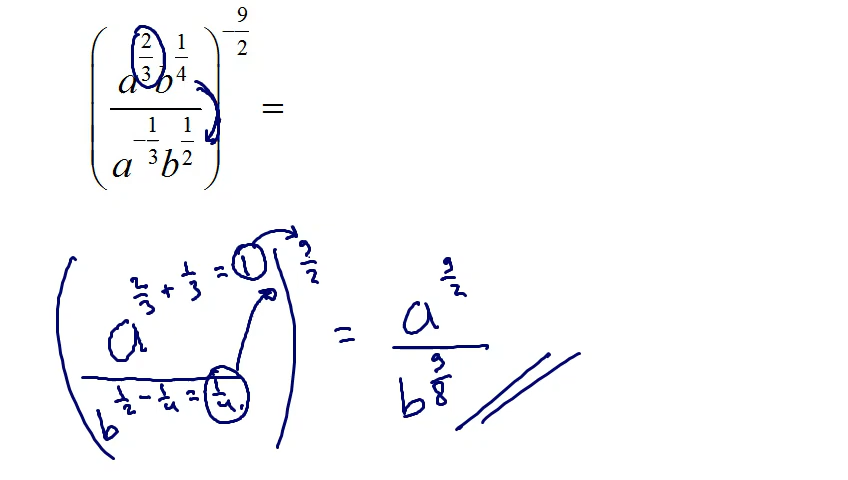 (a^{2/3} b^{1/4} / a^{-1/3} b^{1/2})^{-9/2} =
(a^{2/3 + 1/3 = 1} / b^{1/2 - 1/4 = 1/4.})^{9/2} = a^{9/2} / b^{9/8}